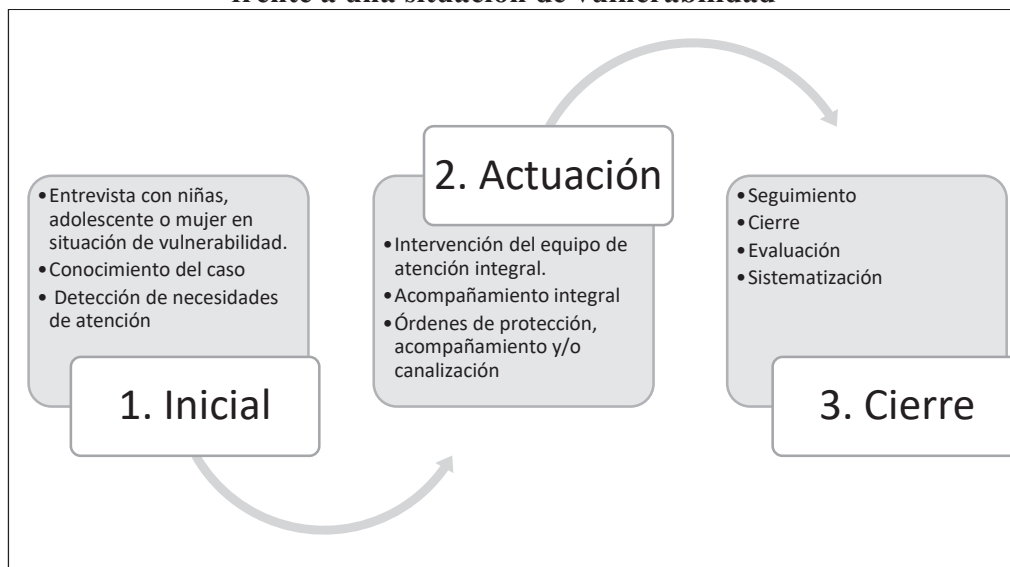 frente a una situación de vulnerabilidad
•Entrevista con niñas,
adolescente o mujer en
situación de vulnerabilidad.
•Conocimiento del caso
• Detección de necesidades
de atención
1. Inicial
2. Actuación
•Intervención del equipo de
atención integral.
•Acompañamiento integral
•Órdenes de protección,
acompañamiento y/o
canalización
•Seguimiento
•Cierre
•Evaluación
•Sistematización
3. Cierre